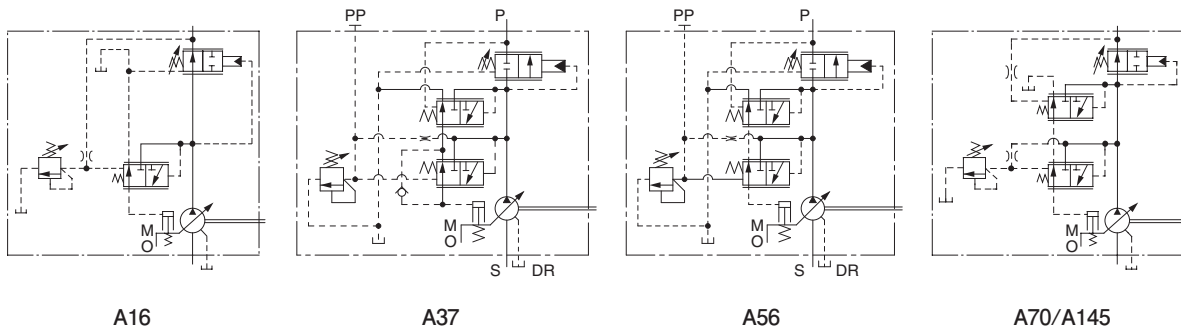 PP P PP P
M M M M
O O O O
S DR S DR
A16 A37 A56 A70/A145